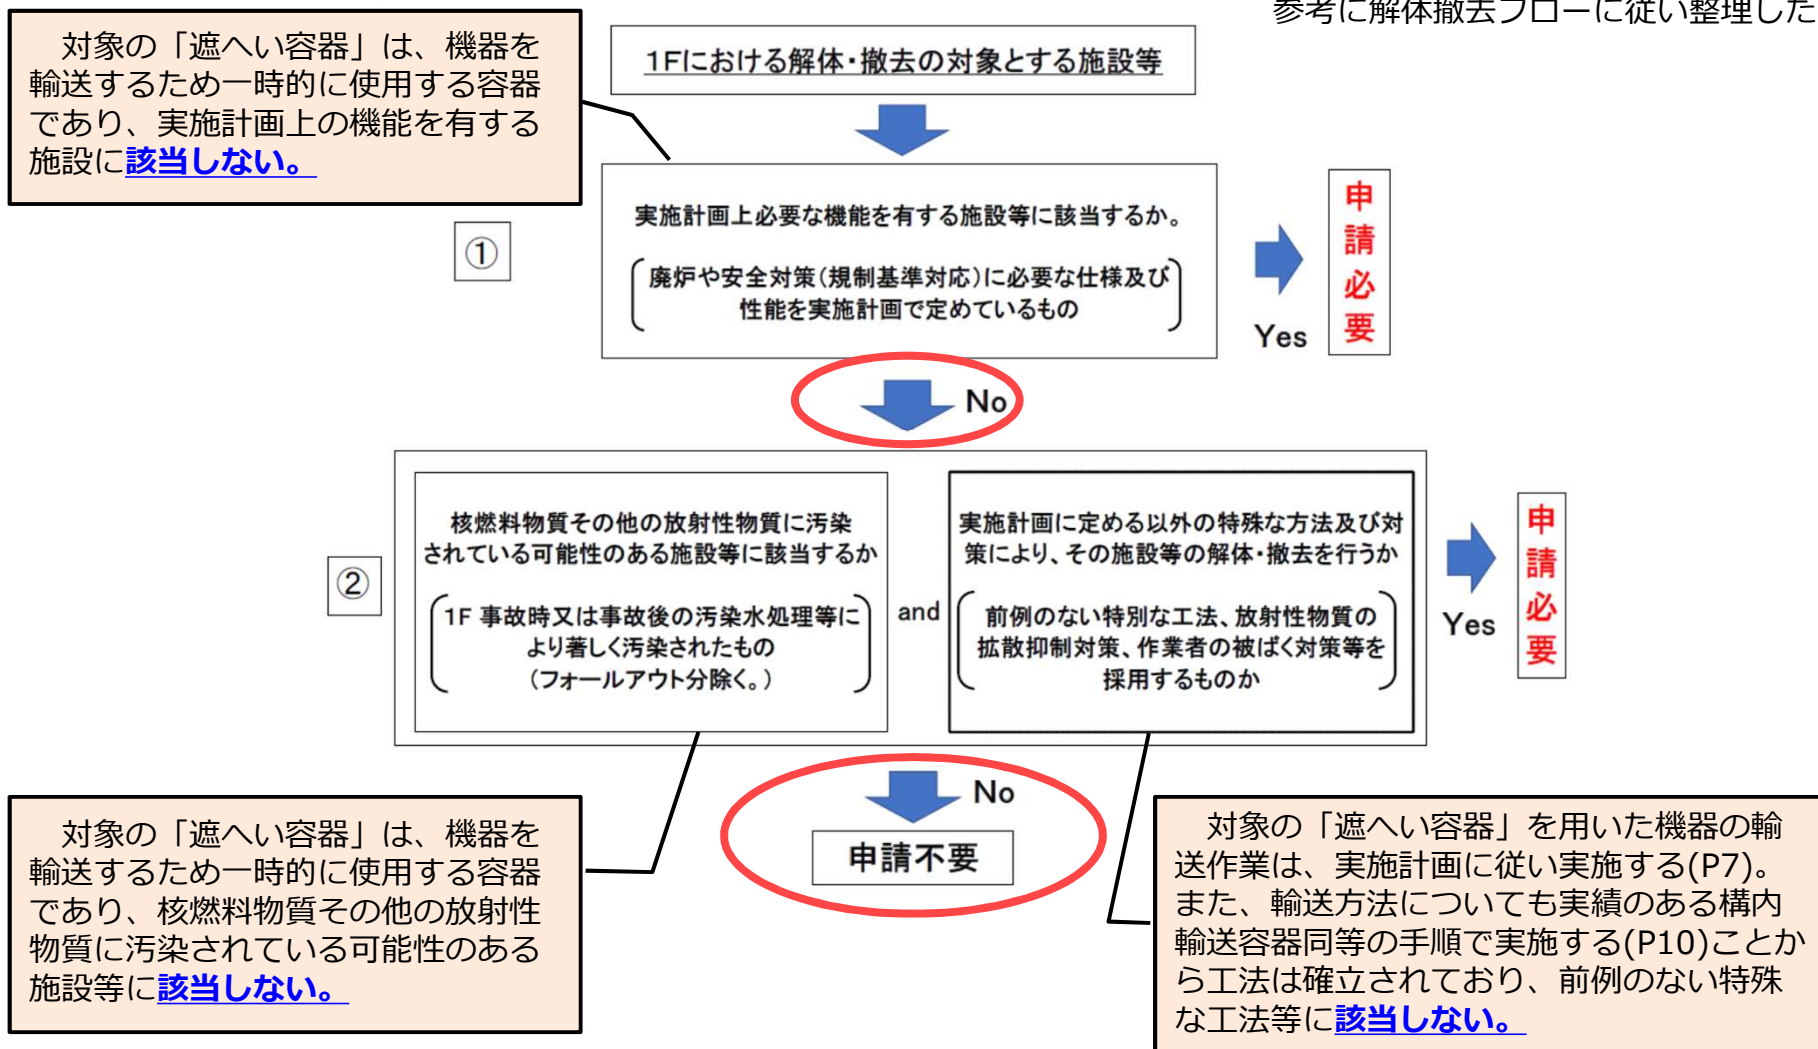 参考に解体撤去フローに従い整理した
対象の「遮へい容器」は、機器を
輸送するため一時的に使用する容器
であり、実施計画上の機能を有する
施設に該当しない。
1Fにおける解体・撤去の対象とする施設等
①
実施計画上必要な機能を有する施設等に該当するか。
廃炉や安全対策(規制基準対応)に必要な仕様及び
性能を実施計画で定めているもの
Yes
申請必要
No
②
核燃料物質その他の放射性物質に汚染
されている可能性のある施設等に該当するか
1F 事故時又は事故後の汚染水処理等に
より著しく汚染されたもの
(フォールアウト分除く。)
and
実施計画に定める以外の特殊な方法及び対
策により、その施設等の解体・撤去を行うか
前例のない特別な工法、放射性物質の
拡散抑制対策、作業者の被ばく対策等を
採用するものか
Yes
申請必要
No
申請不要
対象の「遮へい容器」は、機器を
輸送するため一時的に使用する容器
であり、核燃料物質その他の放射性
物質に汚染されている可能性のある
施設等に該当しない。
対象の「遮へい容器」を用いた機器の輸
送作業は、実施計画に従い実施する(P7)。
また、輸送方法についても実績のある構内
輸送容器同等の手順で実施する(P10)ことか
ら工法は確立されており、前例のない特殊
な工法等に該当しない。